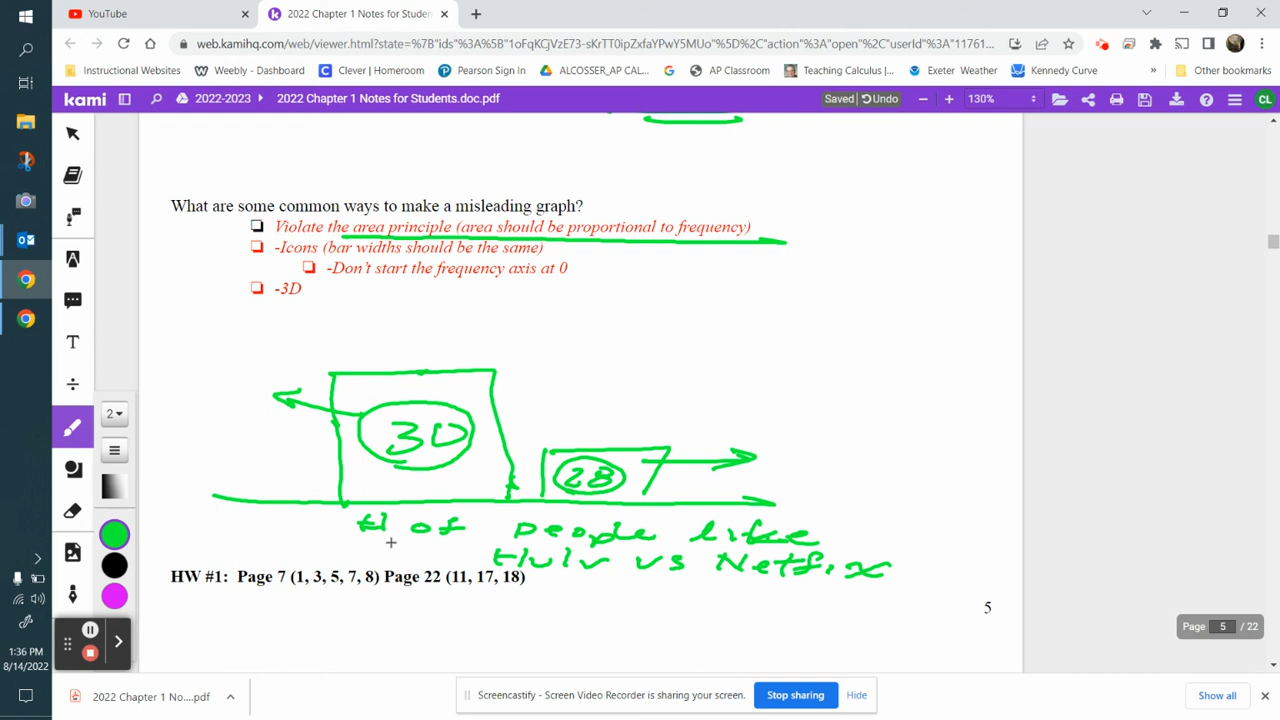 YouTube
2022 Chapter 1 Notes for Studen
web.kamihq.com/web/viewer.html?state=%7B"ids"%3A%5B"1oFqKCjVzE73-sKrTT0ipZxfaYPwY5MUo"%5D%2C"action"%3A"open"%2C"userId"%3A"11761...
Instructional Websites
Weebly - Dashboard
Clever | Homeroom
Pearson Sign In
ALCOSSER_AP CAL...
AP Classroom
Teaching Calculus |...
Exeter Weather
Kennedy Curve
»
Other bookmarks
kami
2022-2023
2022 Chapter 1 Notes for Students.doc.pdf
Saved
Undo
130%
CL
What are some common ways to make a misleading graph?
Violate the area principle (area should be proportional to frequency)
-Icons (bar widths should be the same)
-Don't start the frequency axis at 0
-3D
30
28
# of people like
Hulu vs Netflix
HW #1: Page 7 (1, 3, 5, 7, 8) Page 22 (11, 17, 18)
5
Page 5 / 22
2
1:36 PM
8/14/2022
2022 Chapter 1 No....pdf
Screencastify - Screen Video Recorder is sharing your screen.
Stop sharing
Hide
Show all